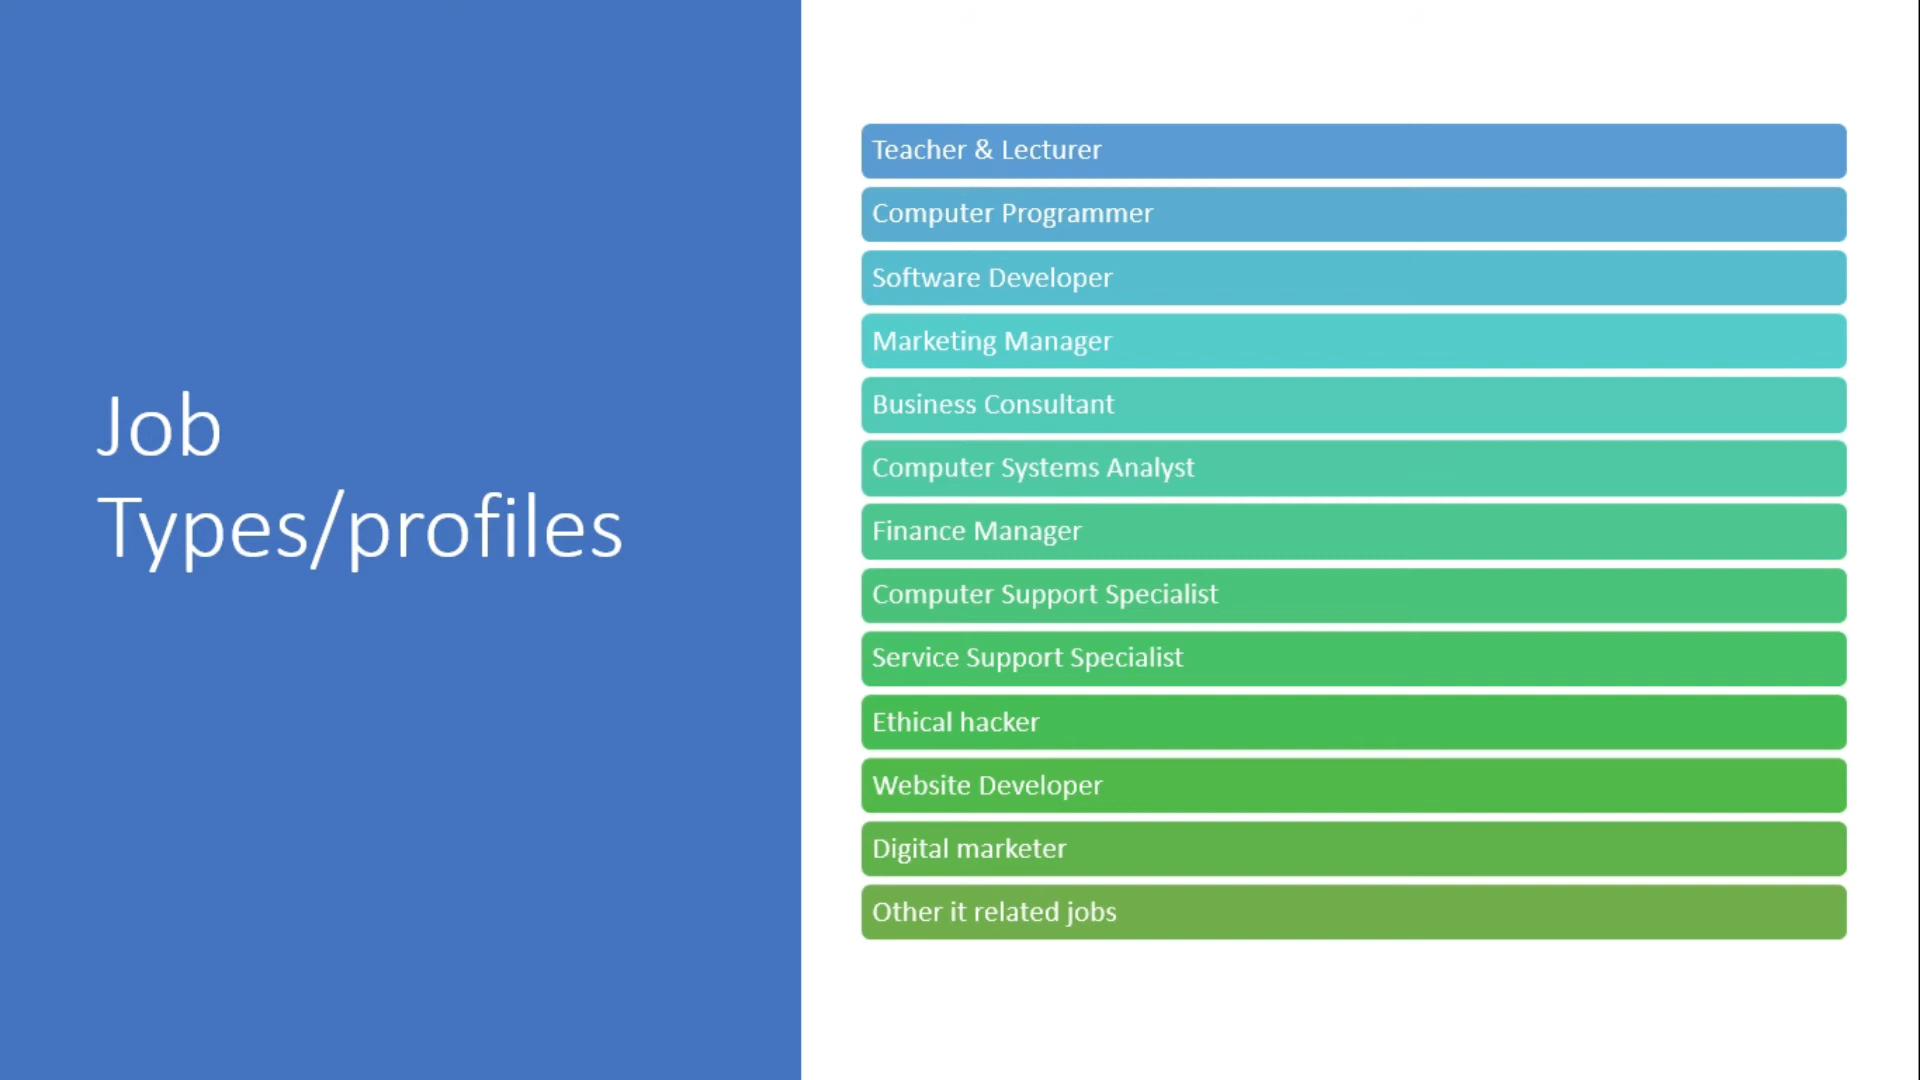 Job
Types/profiles
Teacher & Lecturer
Computer Programmer
Software Developer
Marketing Manager
Business Consultant
Computer Systems Analyst
Finance Manager
Computer Support Specialist
Service Support Specialist
Ethical hacker
Website Developer
Digital marketer
Other it related jobs